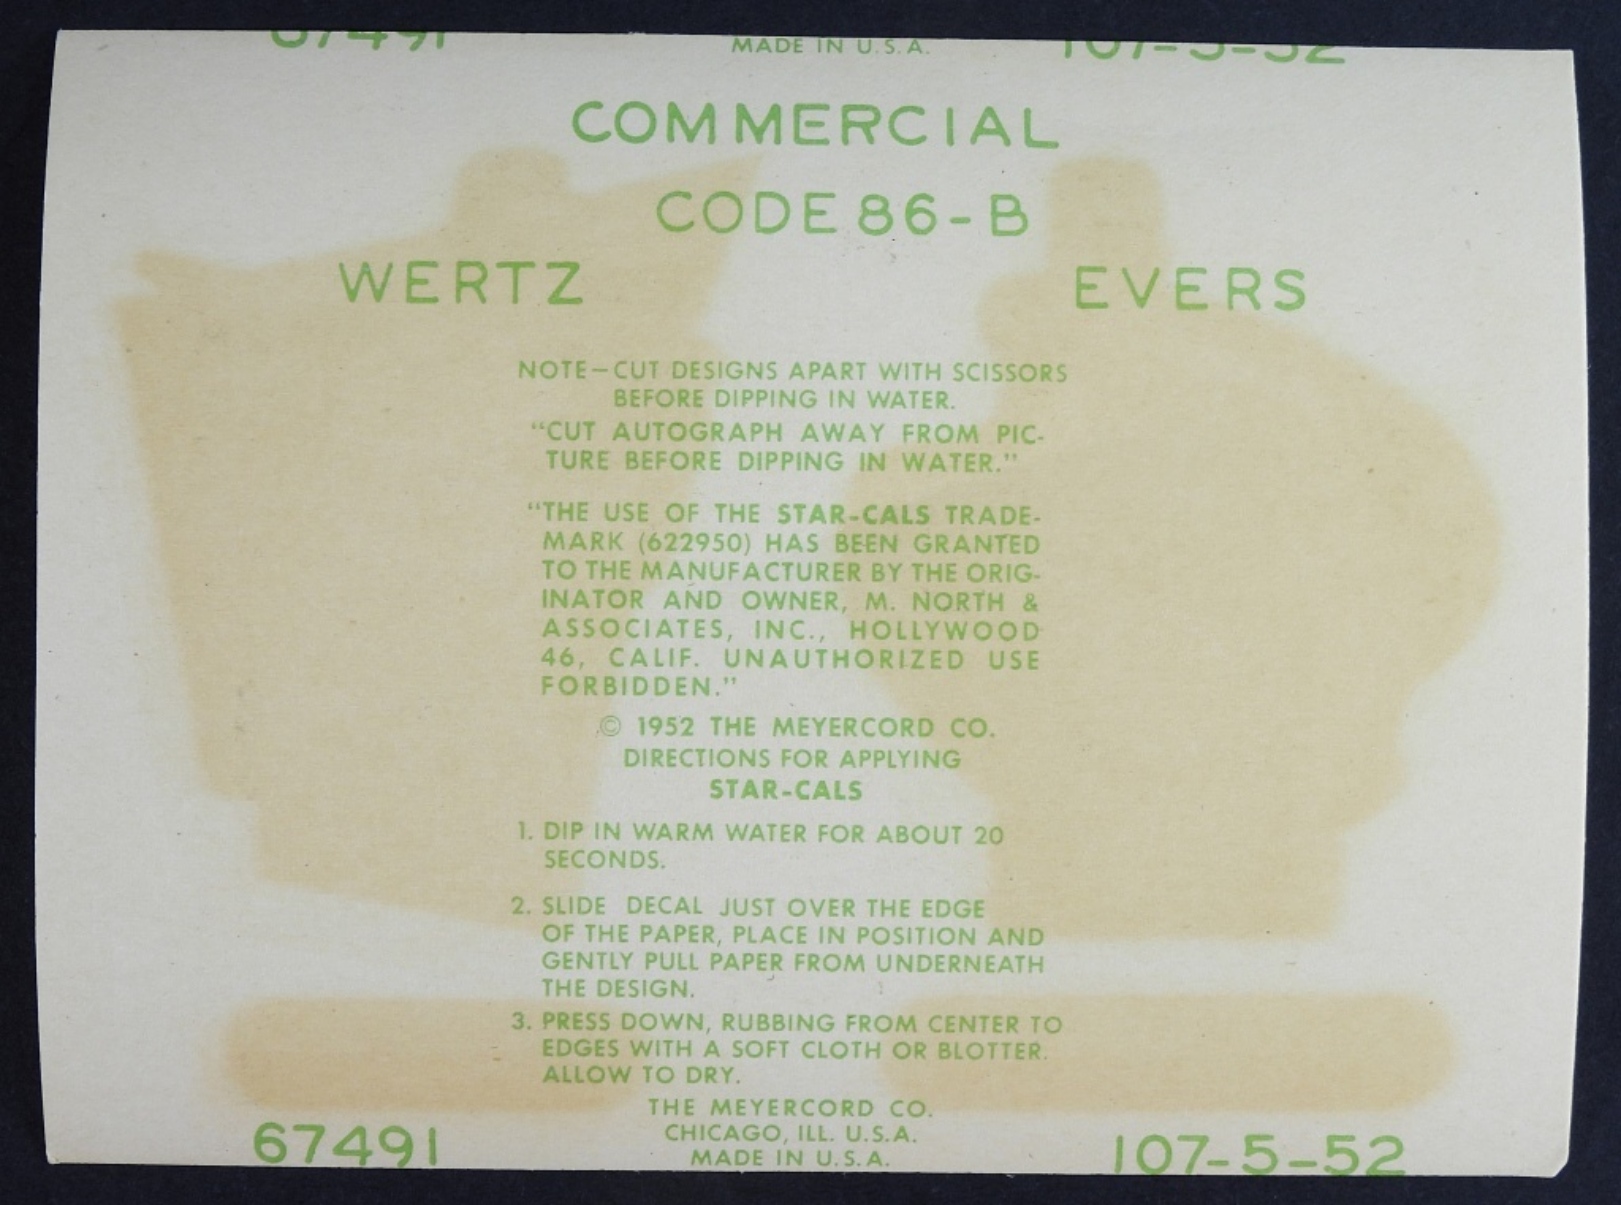 67491
MADE IN U.S.A.
107-5-52
COMMERCIAL
CODE 86-B
WERTZ
EVERS
NOTE—CUT DESIGNS APART WITH SCISSORS
BEFORE DIPPING IN WATER.
"CUT AUTOGRAPH AWAY FROM PIC-
TURE BEFORE DIPPING IN WATER."
"THE USE OF THE STAR-CALS TRADE-
MARK (622950) HAS BEEN GRANTED
TO THE MANUFACTURER BY THE ORIG-
INATOR AND OWNER, M. NORTH &
ASSOCIATES, INC., HOLLYWOOD
46, CALIF. UNAUTHORIZED USE
FORBIDDEN."
© 1952 THE MEYERCORD CO.
DIRECTIONS FOR APPLYING
STAR-CALS
1. DIP IN WARM WATER FOR ABOUT 20
SECONDS.
2. SLIDE DECAL JUST OVER THE EDGE
OF THE PAPER, PLACE IN POSITION AND
GENTLY PULL PAPER FROM UNDERNEATH
THE DESIGN.
3. PRESS DOWN, RUBBING FROM CENTER TO
EDGES WITH A SOFT CLOTH OR BLOTTER.
ALLOW TO DRY.
THE MEYERCORD CO.
CHICAGO, ILL. U.S.A.
MADE IN U.S.A.
67491
107-5-52